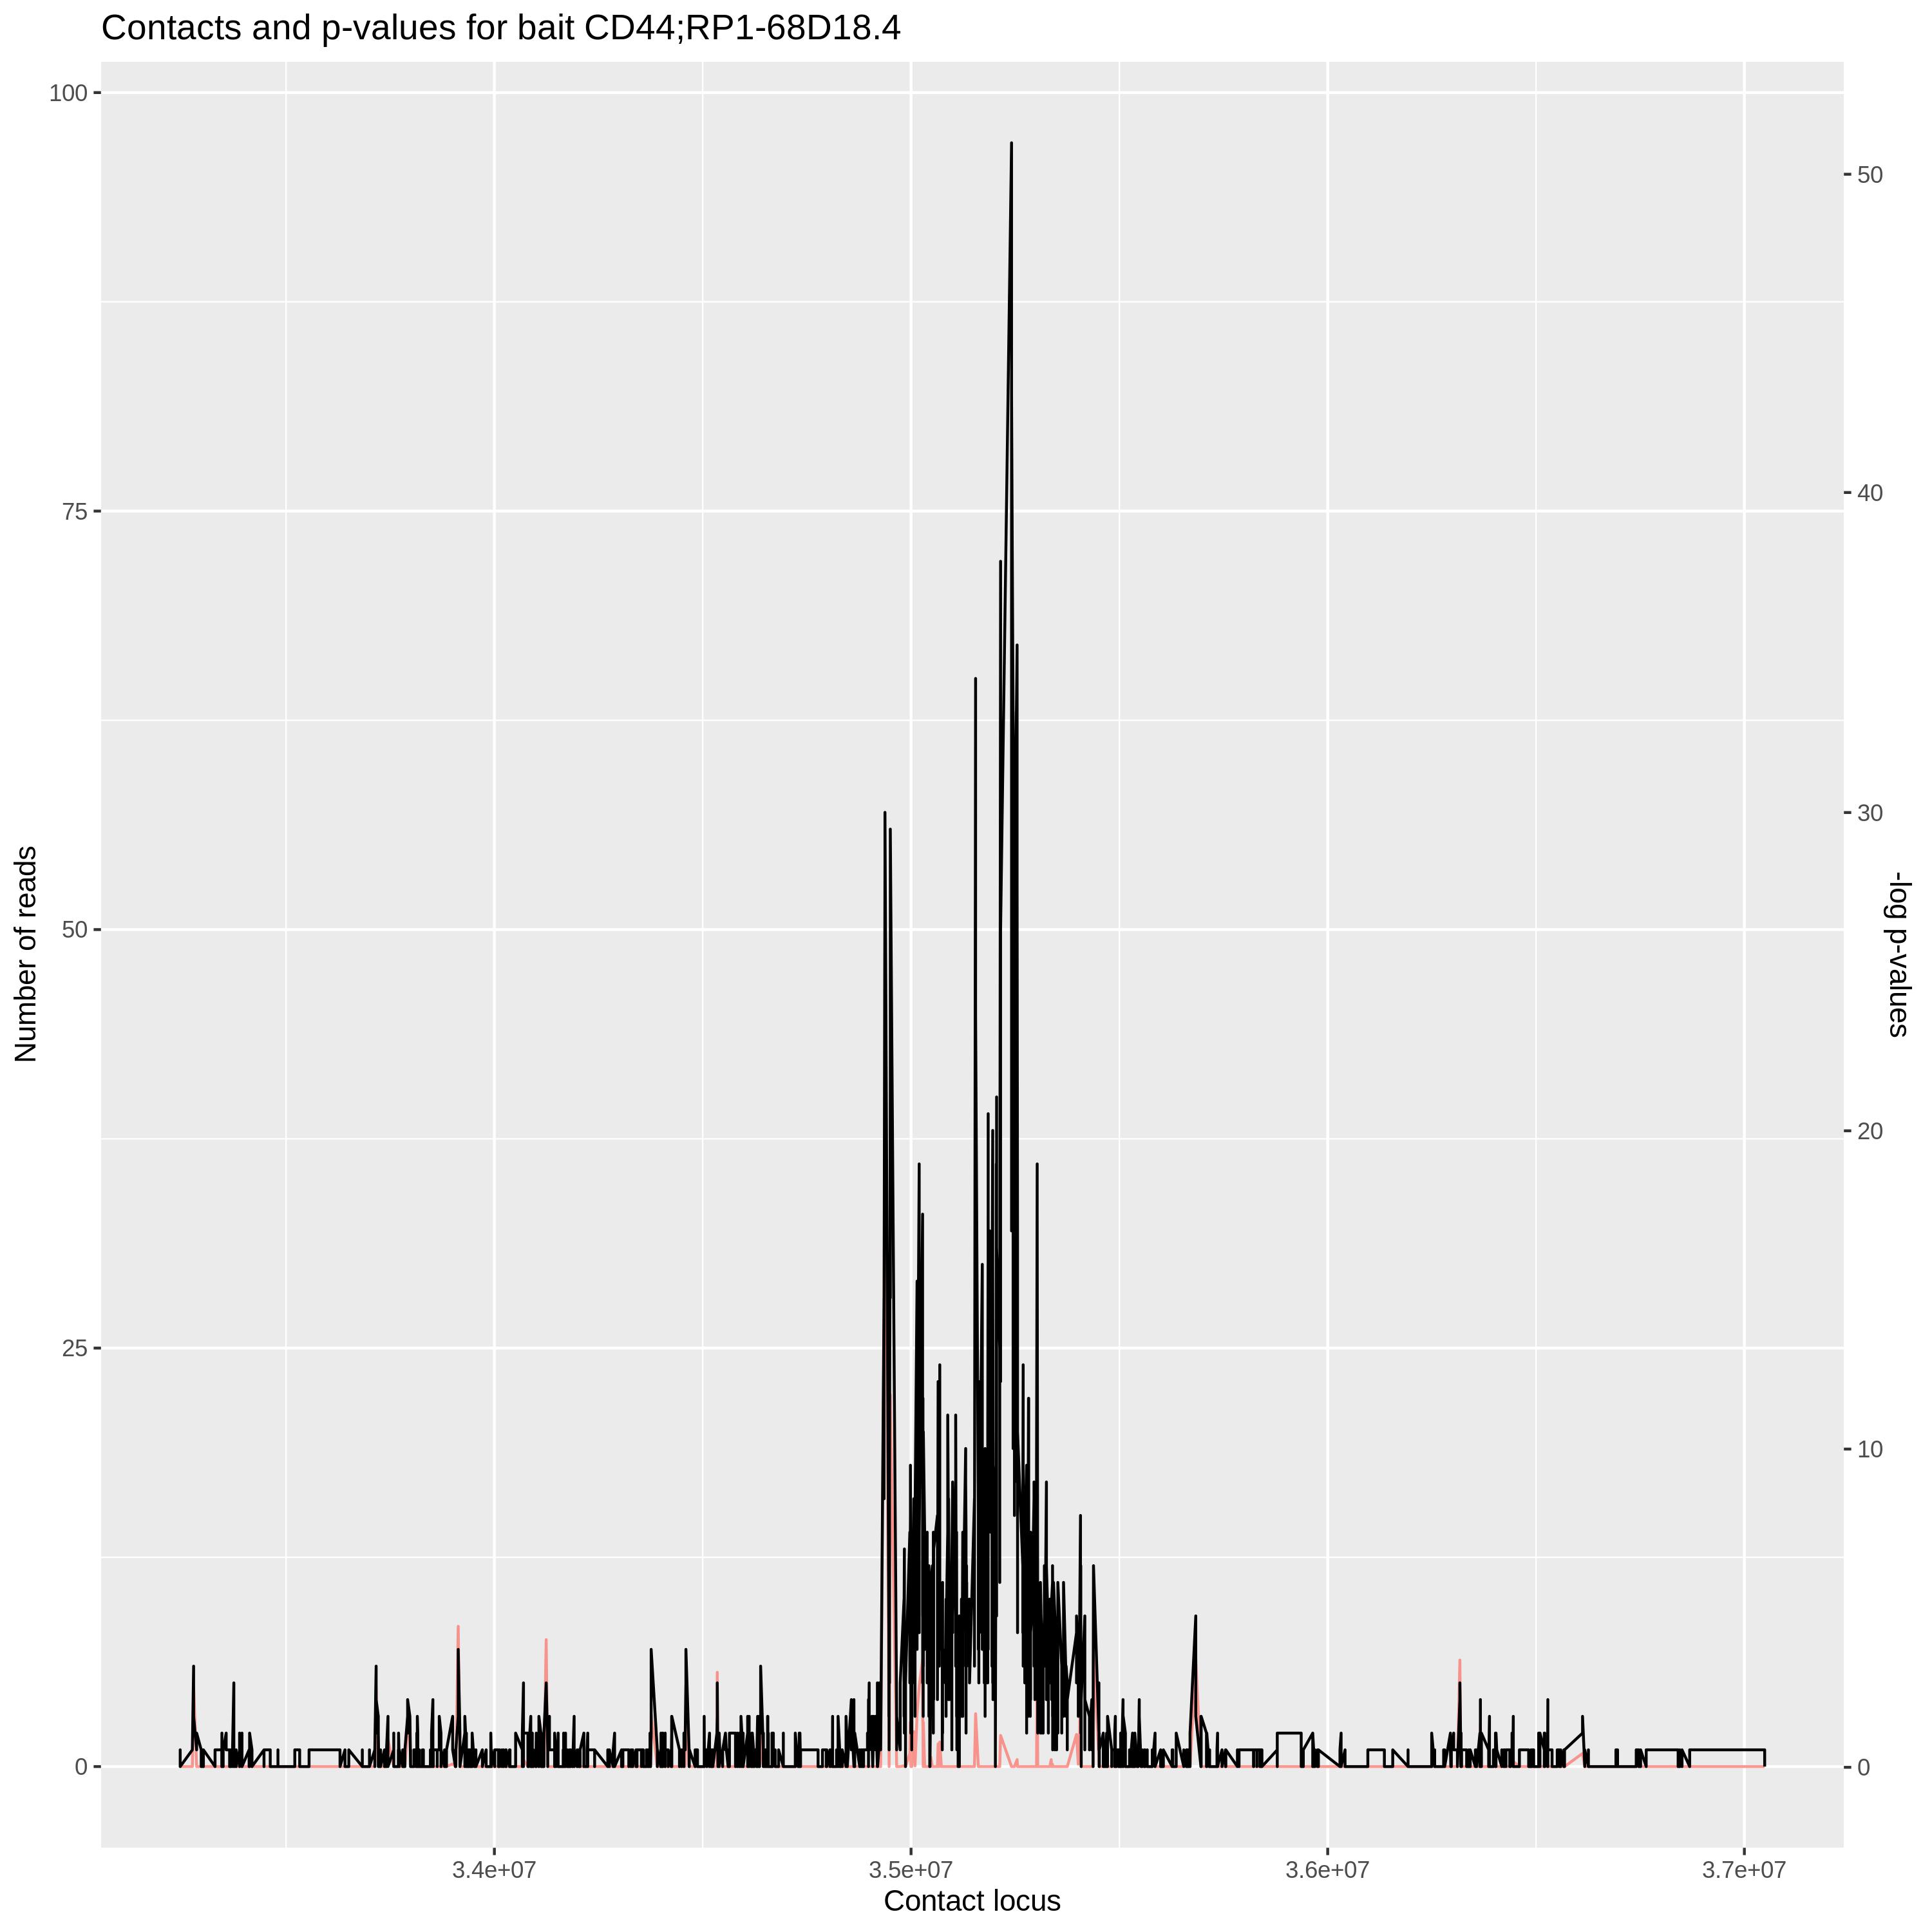 Contacts and p-values for bait CD44;RP1-68D18.4
100
75
50
25
0
Number of reads
50
40
30
20
10
0
-log p-values
3.4e+07
3.5e+07
3.6e+07
3.7e+07
Contact locus